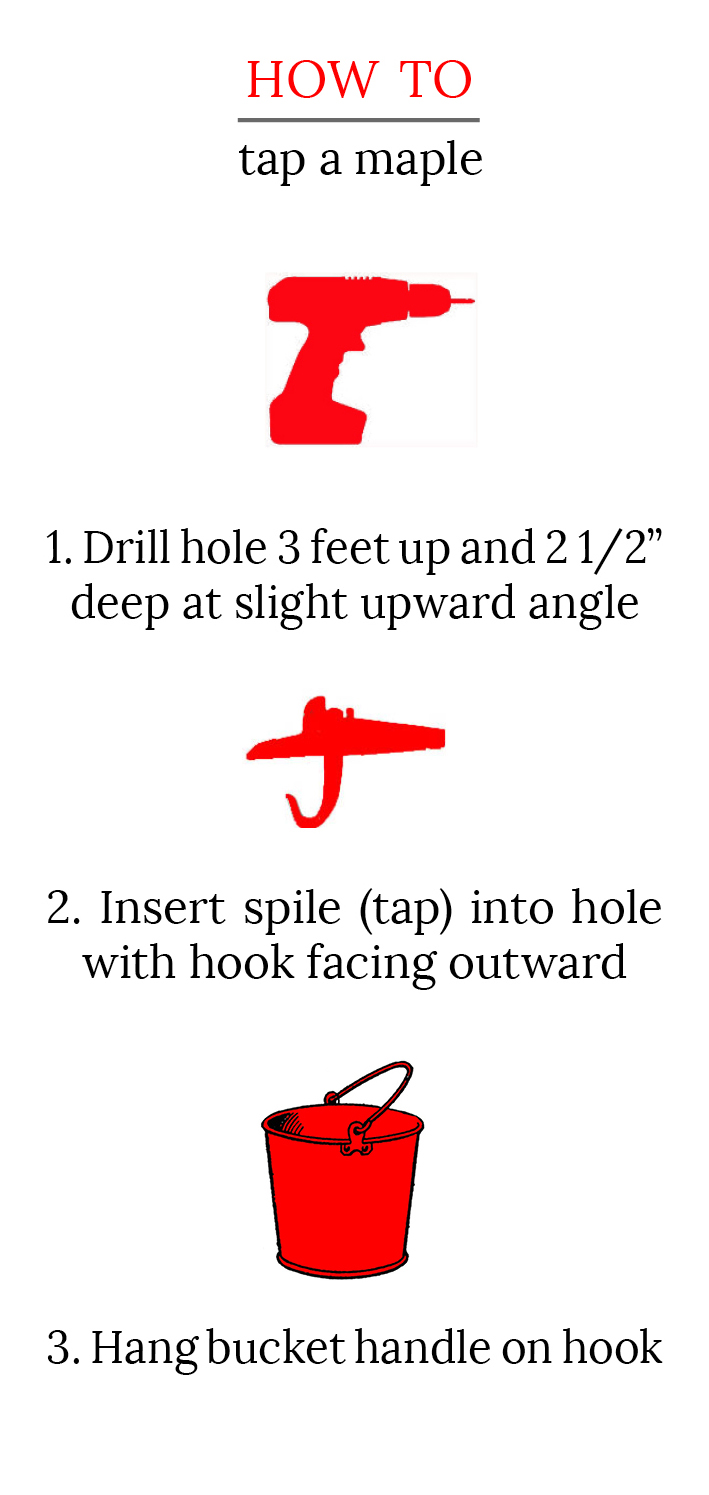 HOW TO
tap a maple
1. Drill hole 3 feet up and 2 1/2”
deep at slight upward angle
2. Insert spile (tap) into hole
with hook facing outward
3. Hang bucket handle on hook